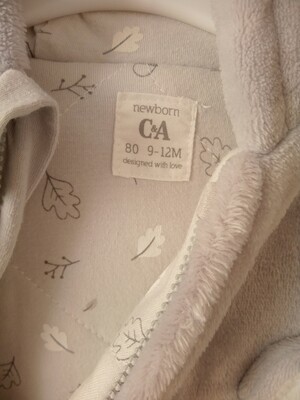 newborn
C&A
80 9-12M
designed with love